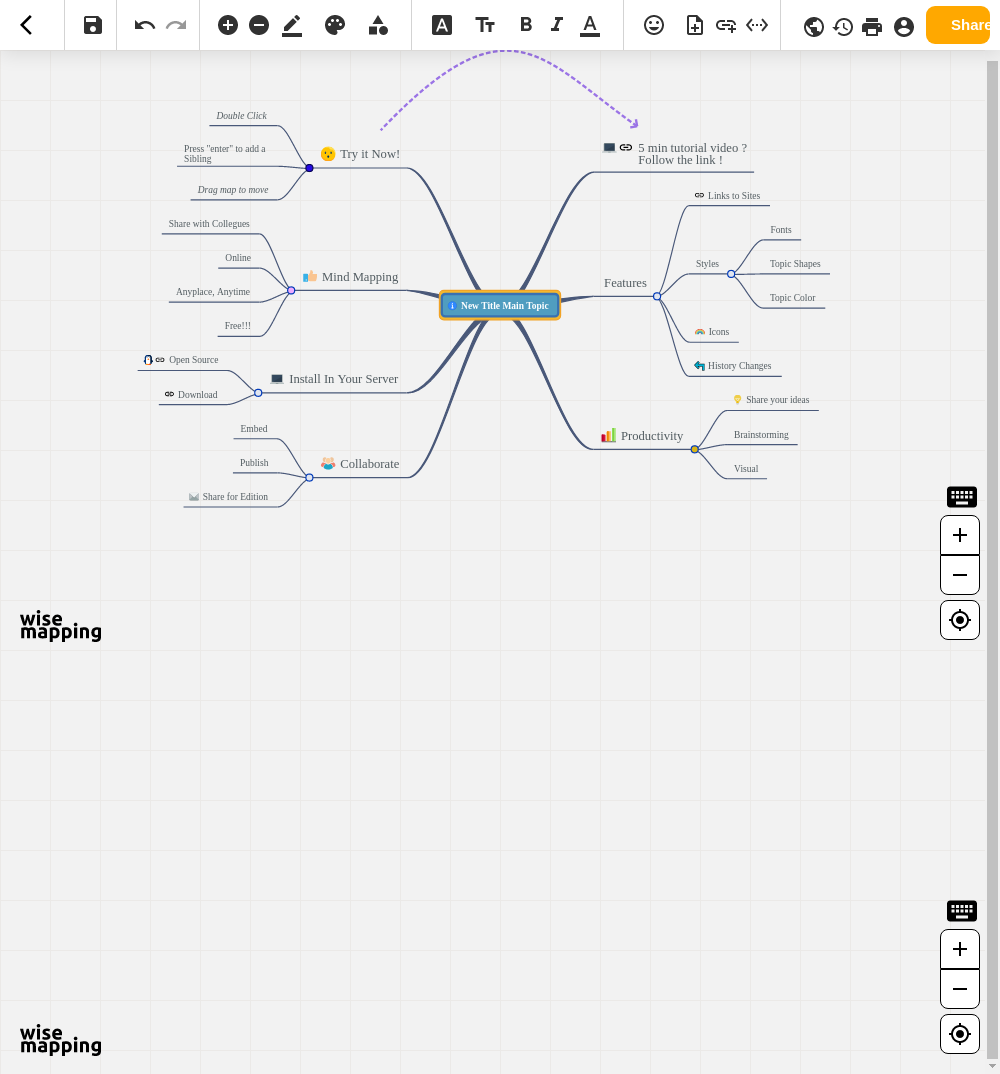 Share
Double Click
Press "enter" to add a
Sibling
Drag map to move
Try it Now!
5 min tutorial video ?
Follow the link !
Links to Sites
Share with Collegues
Online
Anyplace, Anytime
Free!!!
Mind Mapping
Fonts
Styles
Topic Shapes
Topic Color
Features
Icons
History Changes
New Title Main Topic
Open Source
Download
Install In Your Server
Share your ideas
Productivity
Brainstorming
Visual
Embed
Publish
Share for Edition
Collaborate
wise
mapping
wise
mapping